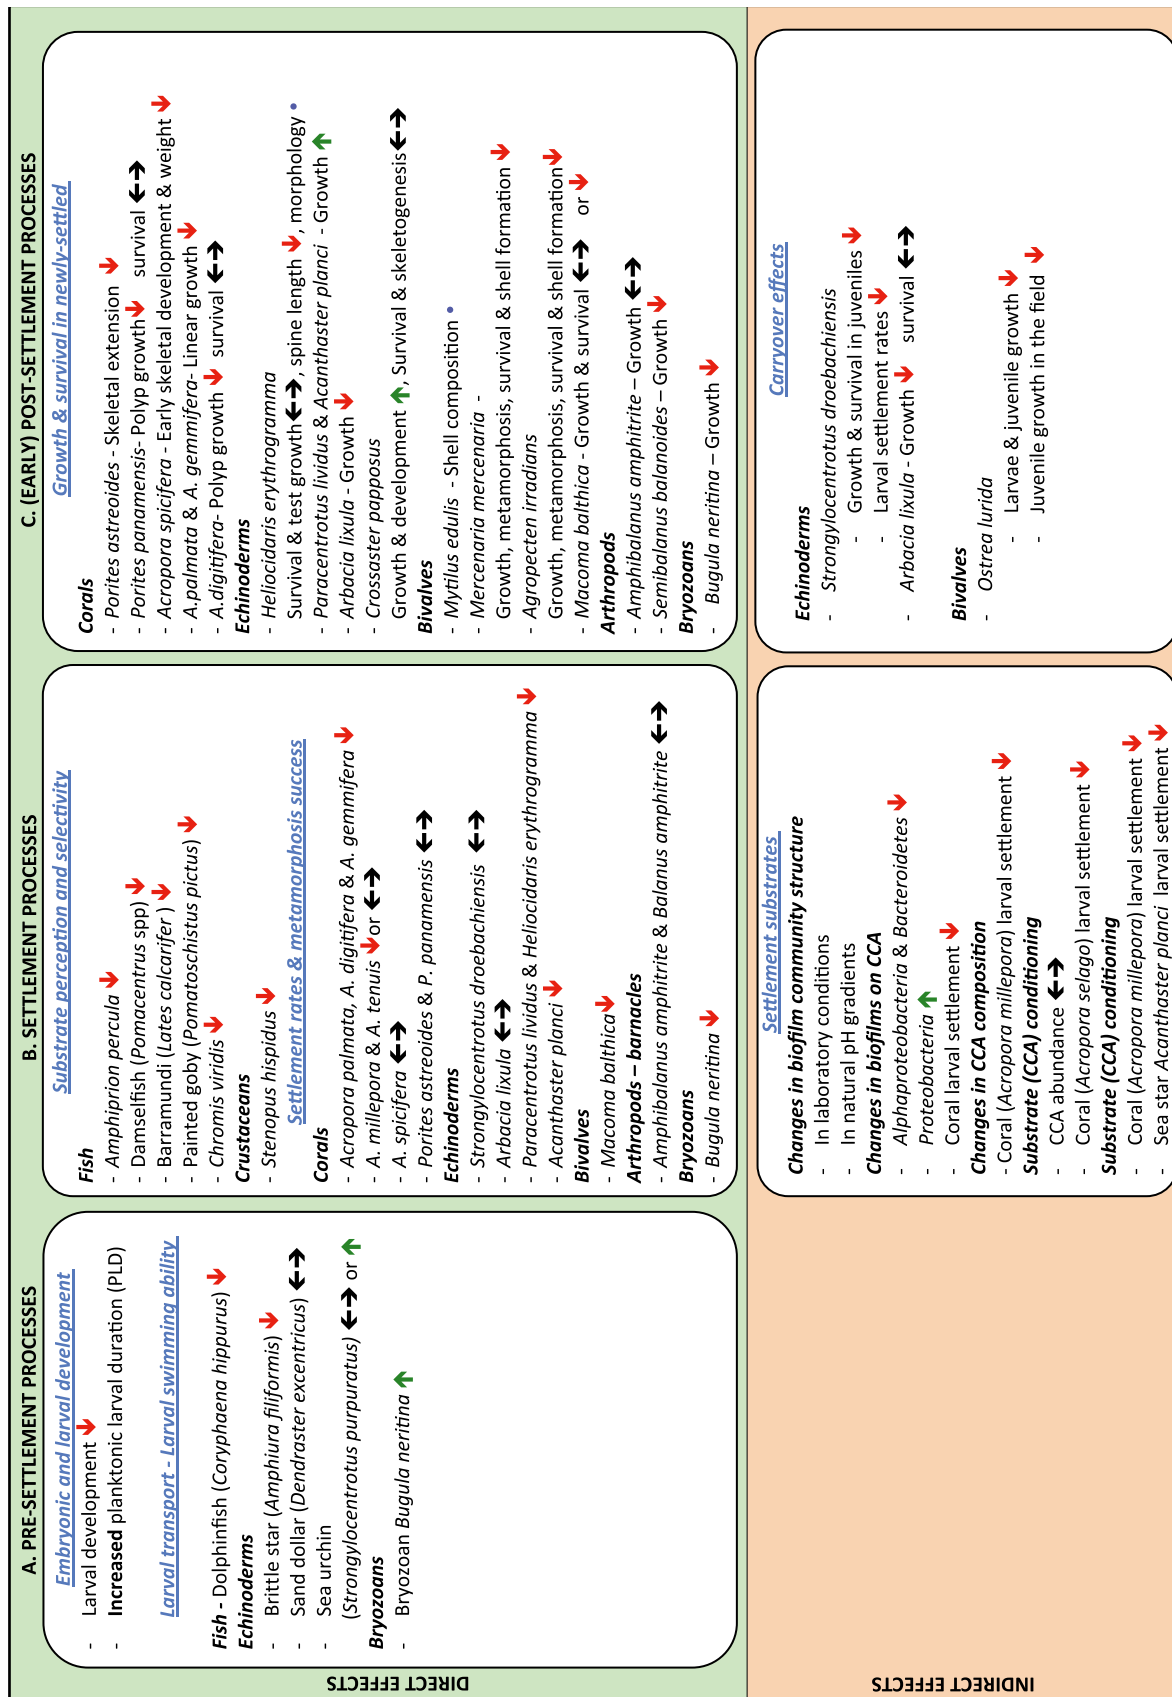 A. PRE-SETTLEMENT PROCESSES
B. SETTLEMENT PROCESSES
C. (EARLY) POST-SETTLEMENT PROCESSES
DIRECT EFFECTS
Embryonic and larval development
- Larval development ↓
- Increased planktonic larval duration (PLD)
Larval transport - Larval swimming ability
Fish - Dolphinfish (Coryphaena hippurus) ↓
Echinoderms
- Brittle star (Amphiura filiformis) ↓
- Sand dollar (Dendraster excentricus) ←→
- Sea urchin
(Strongylocentrotus purpuratus) ←→ or ↑
Bryozoans
- Bryozoan Bugula neritina ↑
Substrate perception and selectivity
Fish
- Amphiprion percula ↓
- Damselfish (Pomacentrus spp) ↓
- Barramundi (Lates calcarifer ) ↓
- Painted goby (Pomatoschistus pictus) ↓
- Chromis viridis ↓
Crustaceans
- Stenopus hispidus ↓
Settlement rates & metamorphosis success
Corals
- Acropora palmata, A. digitifera & A. gemmifera ↓
- A. millepora & A. tenuis ↓ or ←→
- A. spicifera ←→
- Porites astreoides & P. panamensis ←→
Echinoderms
- Strongylocentrotus droebachiensis ←→
- Arbacia lixula ←→
- Paracentrotus lividus & Heliocidaris erythrogramma ↓
- Acanthaster planci ↓
Bivalves
- Macoma balthica ↓
Arthropods – barnacles
- Amphibalanus amphitrite & Balanus amphitrite ←→
Bryozoans
- Bugula neritina ↓
Growth & survival in newly-settled
Corals
- Porites astreoides - Skeletal extension ↓
- Porites panamensis- Polyp growth ↓ survival ←→
- Acropora spicifera - Early skeletal development & weight ↓
- A.palmata & A. gemmifera- Linear growth ↓
- A.digitifera- Polyp growth ↓ survival ←→
Echinoderms
- Heliocidaris erythrogramma
Survival & test growth ←→, spine length ↓, morphology •
- Paracentrotus lividus & Acanthaster planci - Growth ↑
- Arbacia lixula - Growth ↓
- Crossaster papposus
Growth & development ↑, Survival & skeletogenesis ←→
Bivalves
- Mytilus edulis - Shell composition •
- Mercenaria mercenaria -
Growth, metamorphosis, survival & shell formation ↓
- Agropecten irradians
Growth, metamorphosis, survival & shell formation ↓
- Macoma balthica - Growth & survival ←→ or ↓
Arthropods
- Amphibalanus amphitrite – Growth ←→
- Semibalanus balanoides – Growth ↓
Bryozoans
- Bugula neritina – Growth ↓
INDIRECT EFFECTS
Settlement substrates
Changes in biofilm community structure
- In laboratory conditions
- In natural pH gradients
Changes in biofilms on CCA
- Alphaproteobacteria & Bacteroidetes ↓
- Proteobacteria ↑
- Coral larval settlement ↓
Changes in CCA composition
- Coral (Acropora millepora) larval settlement ↓
Substrate (CCA) conditioning
- CCA abundance ←→
- Coral (Acropora selago) larval settlement ↓
Substrate (CCA) conditioning
- Coral (Acropora millepora) larval settlement ↓
- Sea star Acanthaster planci larval settlement ↓
Carryover effects
Echinoderms
- Strongylocentrotus droebachiensis
- Growth & survival in juveniles ↓
- Larval settlement rates ↓
- Arbacia lixula - Growth ↓ survival ←→
Bivalves
- Ostrea lurida
- Larvae & juvenile growth ↓
- Juvenile growth in the field ↓